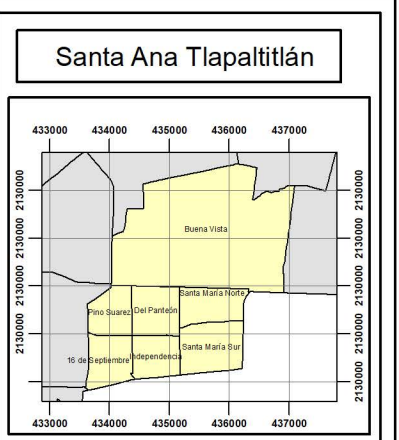 Santa Ana Tlapaltitlán
433000 434000 435000 436000 437000
2130000 2130000
Buena Vista
2130000 2130000
Santa María Norte
Pino Suarez Del Panteón
2130000 2130000
Santa María Sur
16 de Septiembre Independencia
2130000 2130000
433000 434000 435000 436000 437000